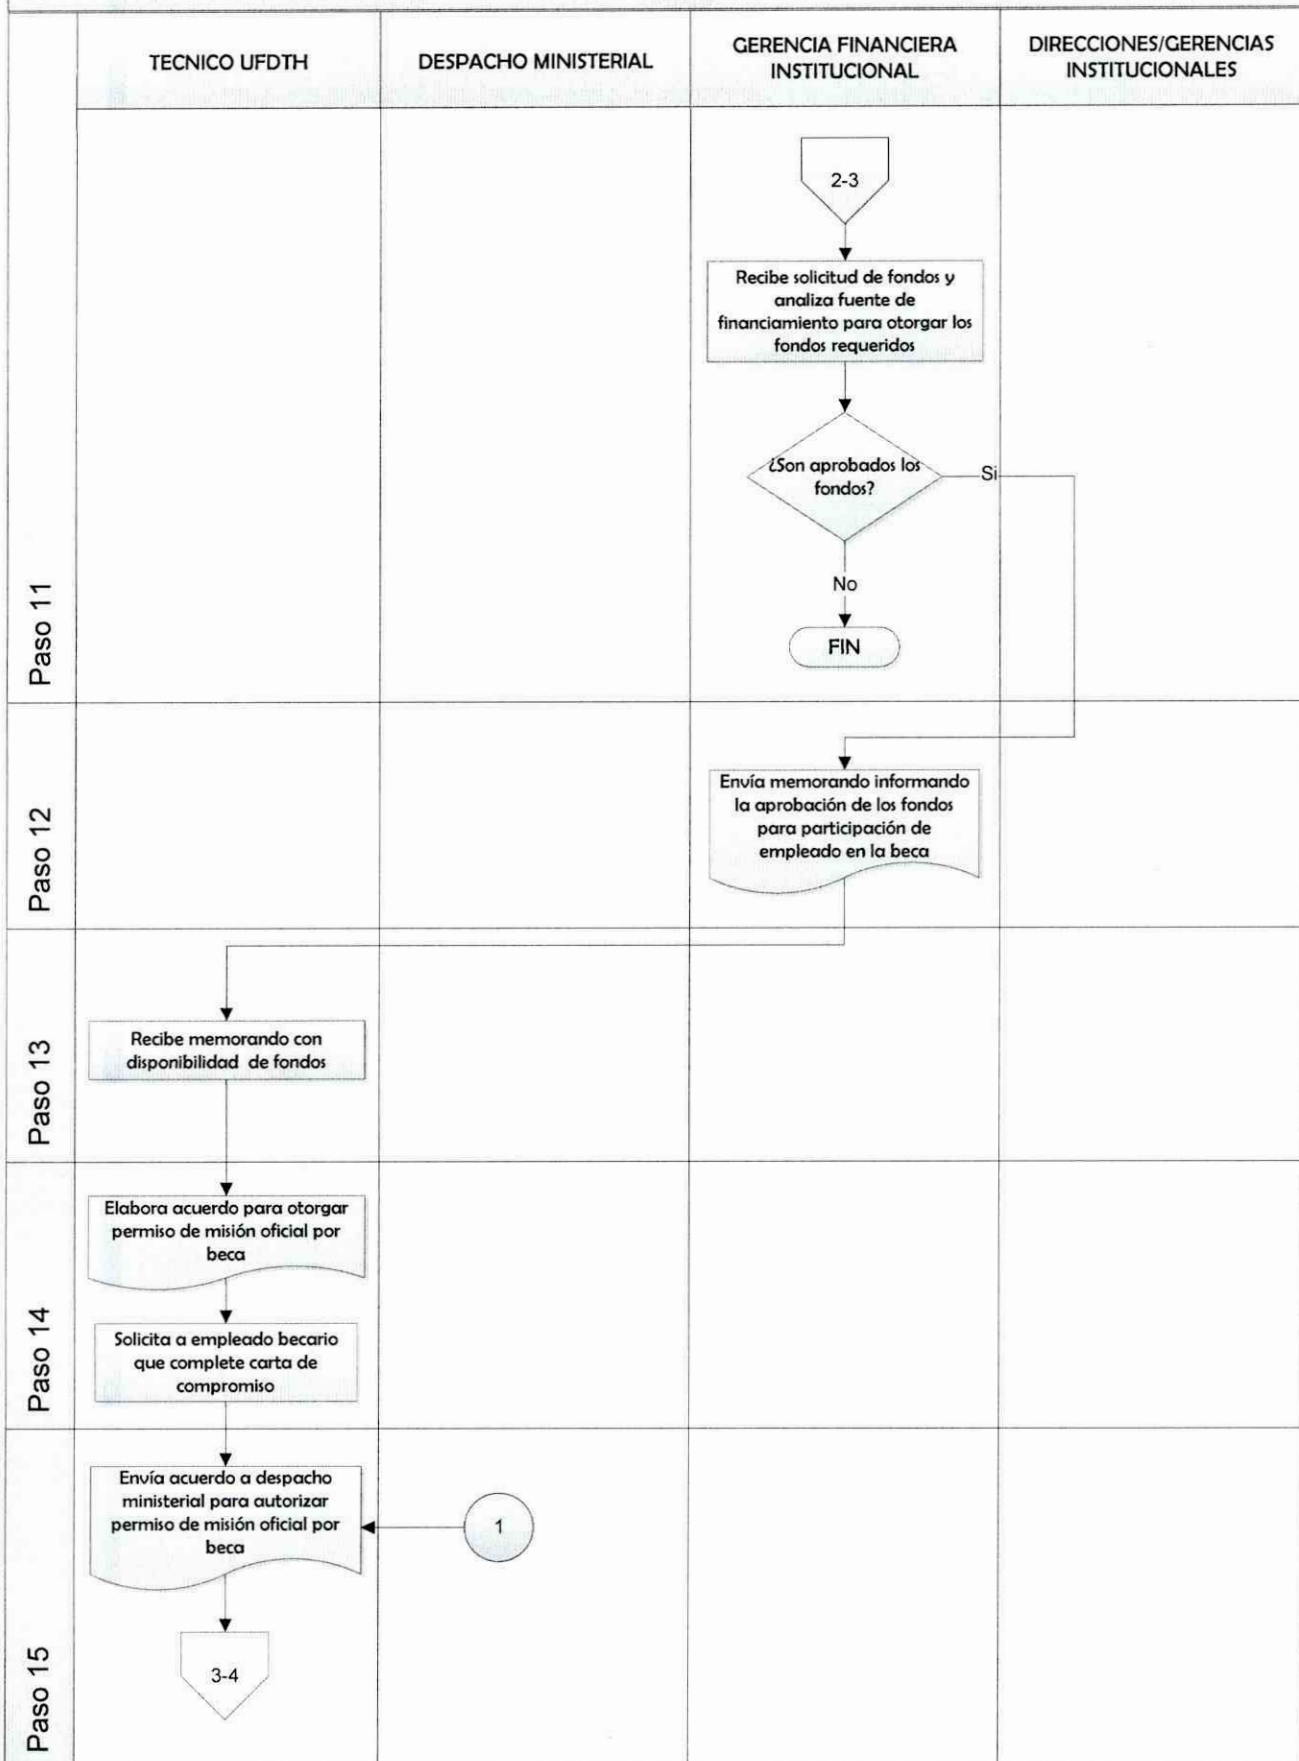 TECNICO UFDTH
DESPACHO MINISTERIAL
GERENCIA FINANCIERA
INSTITUCIONAL
DIRECCIONES/GERENCIAS
INSTITUCIONALES
Paso 11
2-3
Recibe solicitud de fondos y
analiza fuente de
financiamiento para otorgar los
fondos requeridos
¿Son aprobados los
fondos?
Si
No
FIN
Paso 12
Envía memorando informando
la aprobación de los fondos
para participación de
empleado en la beca
Paso 13
Recibe memorando con
disponibilidad de fondos
Paso 14
Elabora acuerdo para otorgar
permiso de misión oficial por
beca
Solicita a empleado becario
que complete carta de
compromiso
Paso 15
Envía acuerdo a despacho
ministerial para autorizar
permiso de misión oficial por
beca
1
3-4